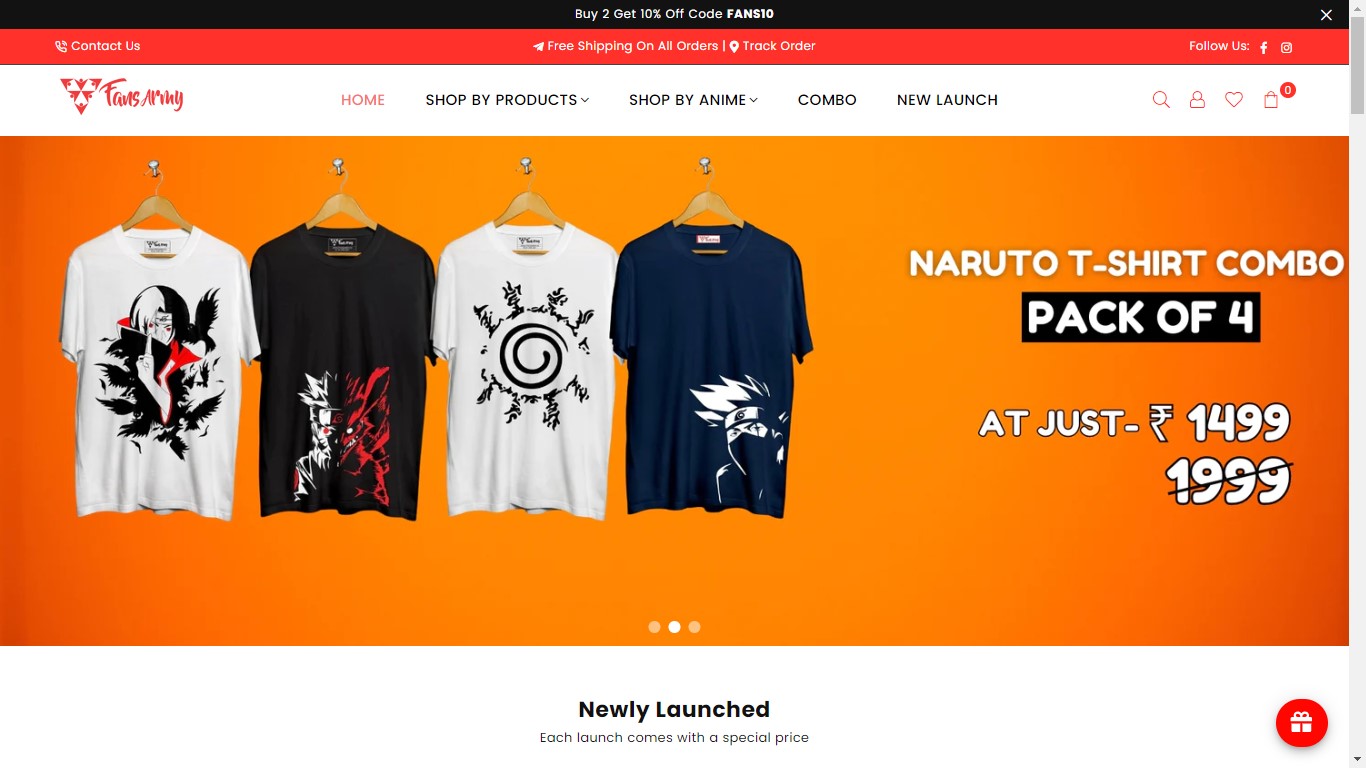 Buy 2 Get 10% Off Code FANS10
Contact Us
Free Shipping On All Orders | Track Order
Follow Us:
Fans Army
HOME
SHOP BY PRODUCTS
SHOP BY ANIME
COMBO
NEW LAUNCH
0
NARUTO T-SHIRT COMBO
PACK OF 4
AT JUST- ₹ 1499
1999
Newly Launched
Each launch comes with a special price